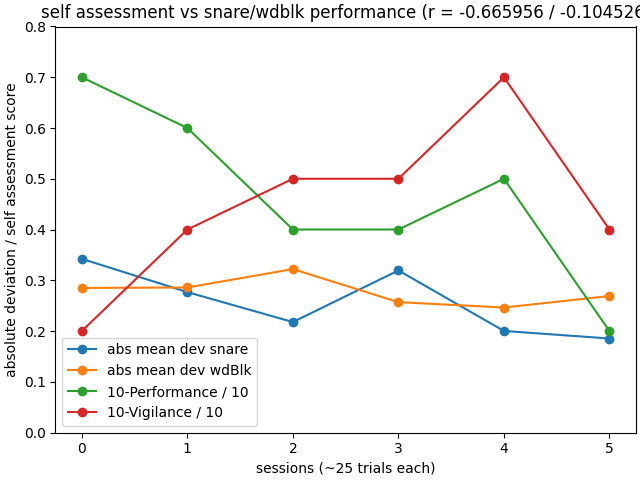 self assessment vs snare/wdblk performance (r = -0.665956 / -0.104526
absolute deviation / self assessment score
0.8
0.7
0.6
0.5
0.4
0.3
0.2
0.1
0.0
abs mean dev snare
abs mean dev wdBlk
10-Performance / 10
10-Vigilance / 10
0 1 2 3 4 5
sessions (~25 trials each)